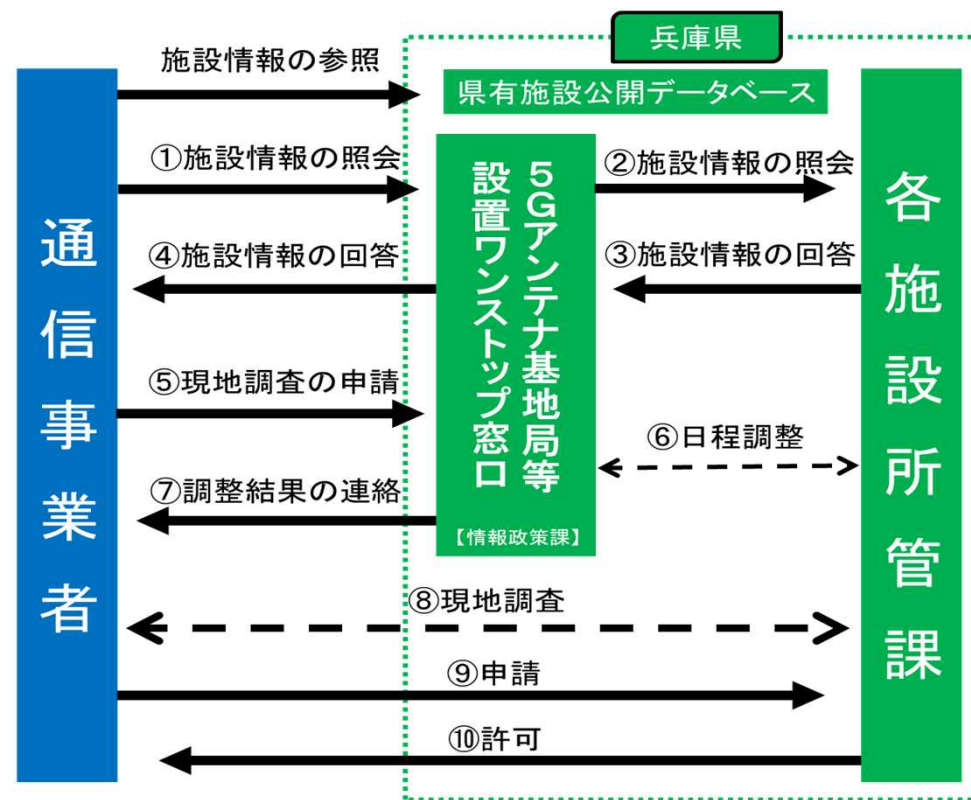 兵庫県
施設情報の参照
県有施設公開データベース
①施設情報の照会
②施設情報の照会
5Gアンテナ基地局等
設置ワンストップ窓口
【情報政策課】
通信事業者
各施設所管課
④施設情報の回答
③施設情報の回答
⑤現地調査の申請
⑥日程調整
⑦調整結果の連絡
⑧現地調査
⑨申請
⑩許可